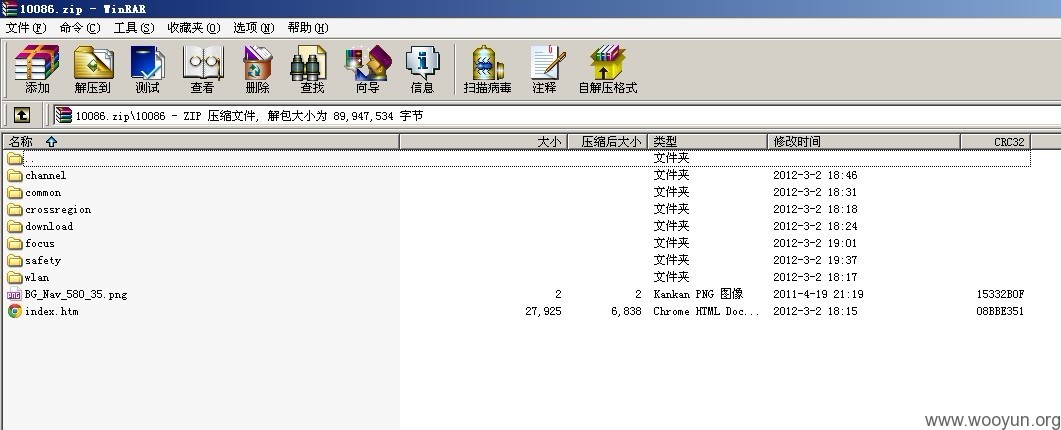 10086.zip - WinRAR
文件(F) 命令(C) 工具(S) 收藏夹(O) 选项(N) 帮助(H)
添加 解压到 测试 查看 删除 查找 向导 信息 扫描病毒 注释 自解压格式
10086.zip\10086 - ZIP 压缩文件, 解包大小为 89,947,534 字节
名称 大小 压缩后大小 类型 修改时间 CRC32
.. 文件夹
channel 文件夹 2012-3-2 18:46
common 文件夹 2012-3-2 18:31
crossregion 文件夹 2012-3-2 18:18
download 文件夹 2012-3-2 18:24
focus 文件夹 2012-3-2 19:01
safety 文件夹 2012-3-2 19:37
wlan 文件夹 2012-3-2 18:17
BG_Nav_580_35.png 2 2 Kankan PNG 图像 2011-4-19 21:19 15332B0F
index.htm 27,925 6,838 Chrome HTML Doc... 2012-3-2 18:15 08BBE351
www.wooyun.org